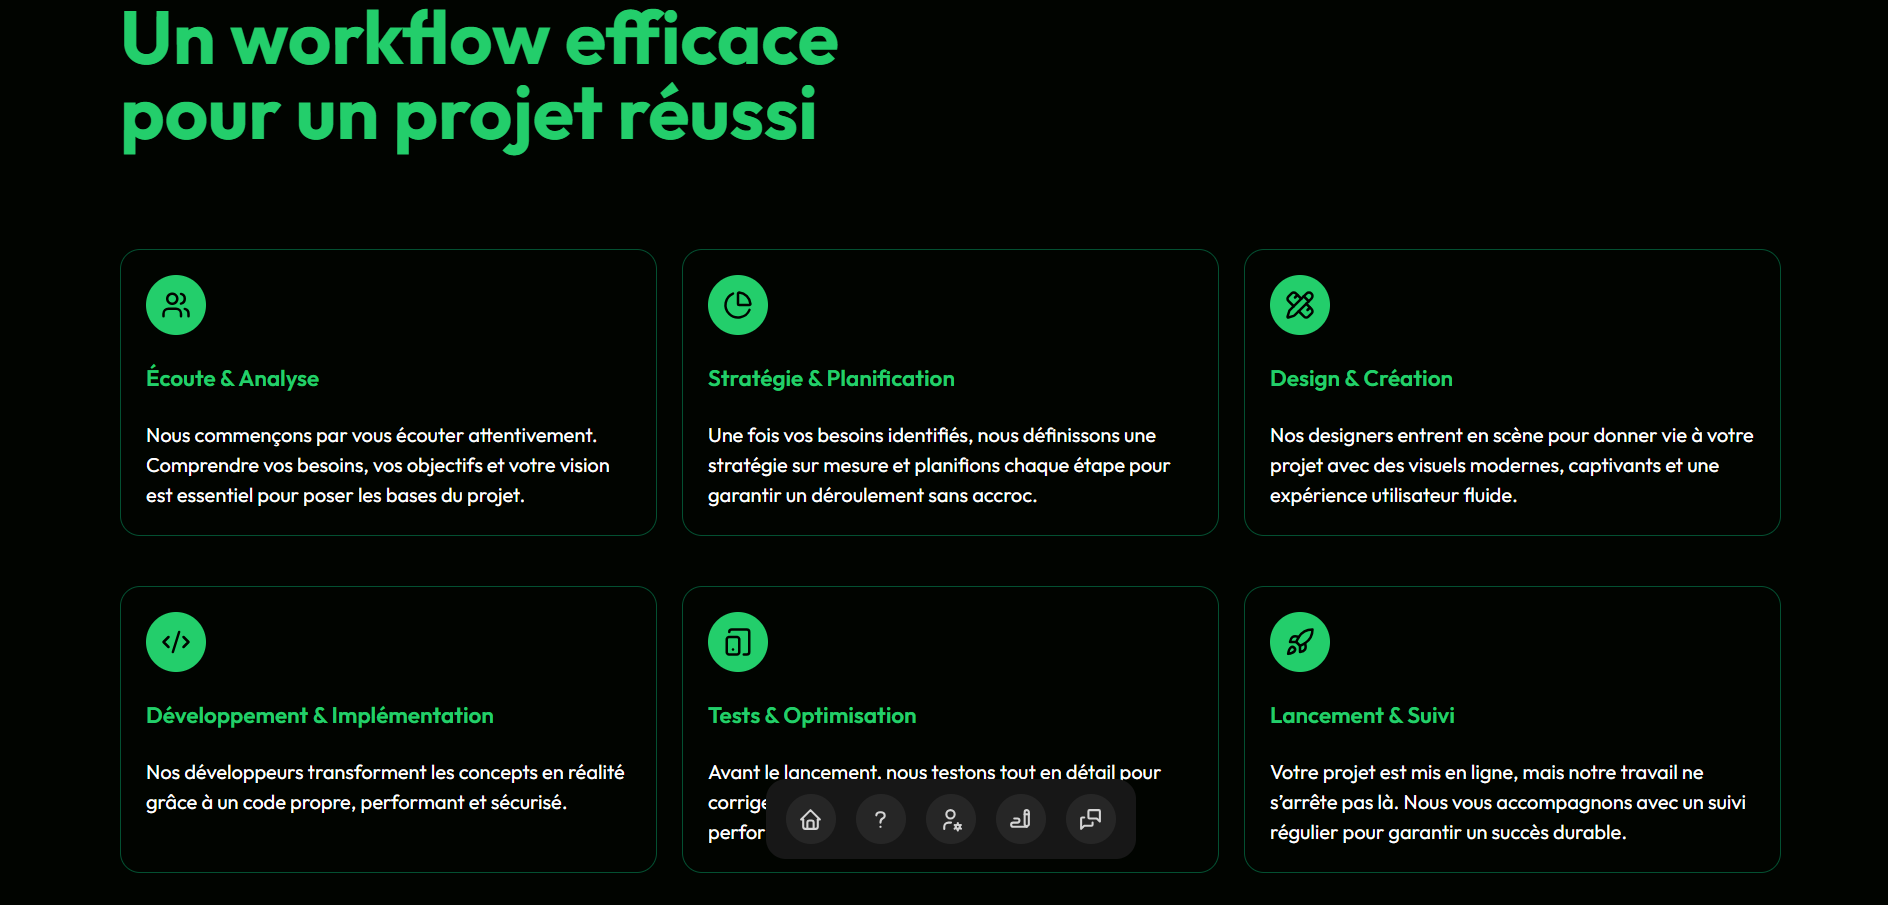 Un workflow efficace
pour un projet réussi
Écoute & Analyse
Nous commençons par vous écouter attentivement.
Comprendre vos besoins, vos objectifs et votre vision
est essentiel pour poser les bases du projet.
Stratégie & Planification
Une fois vos besoins identifiés, nous définissons une
stratégie sur mesure et planifions chaque étape pour
garantir un déroulement sans accroc.
Design & Création
Nos designers entrent en scène pour donner vie à votre
projet avec des visuels modernes, captivants et une
expérience utilisateur fluide.
Développement & Implémentation
Nos développeurs transforment les concepts en réalité
grâce à un code propre, performant et sécurisé.
Tests & Optimisation
Avant le lancement, nous testons tout en détail pour
Lancement & Suivi
Votre projet est mis en ligne, mais notre travail ne
s’arrête pas là. Nous vous accompagnons avec un suivi
régulier pour garantir un succès durable.